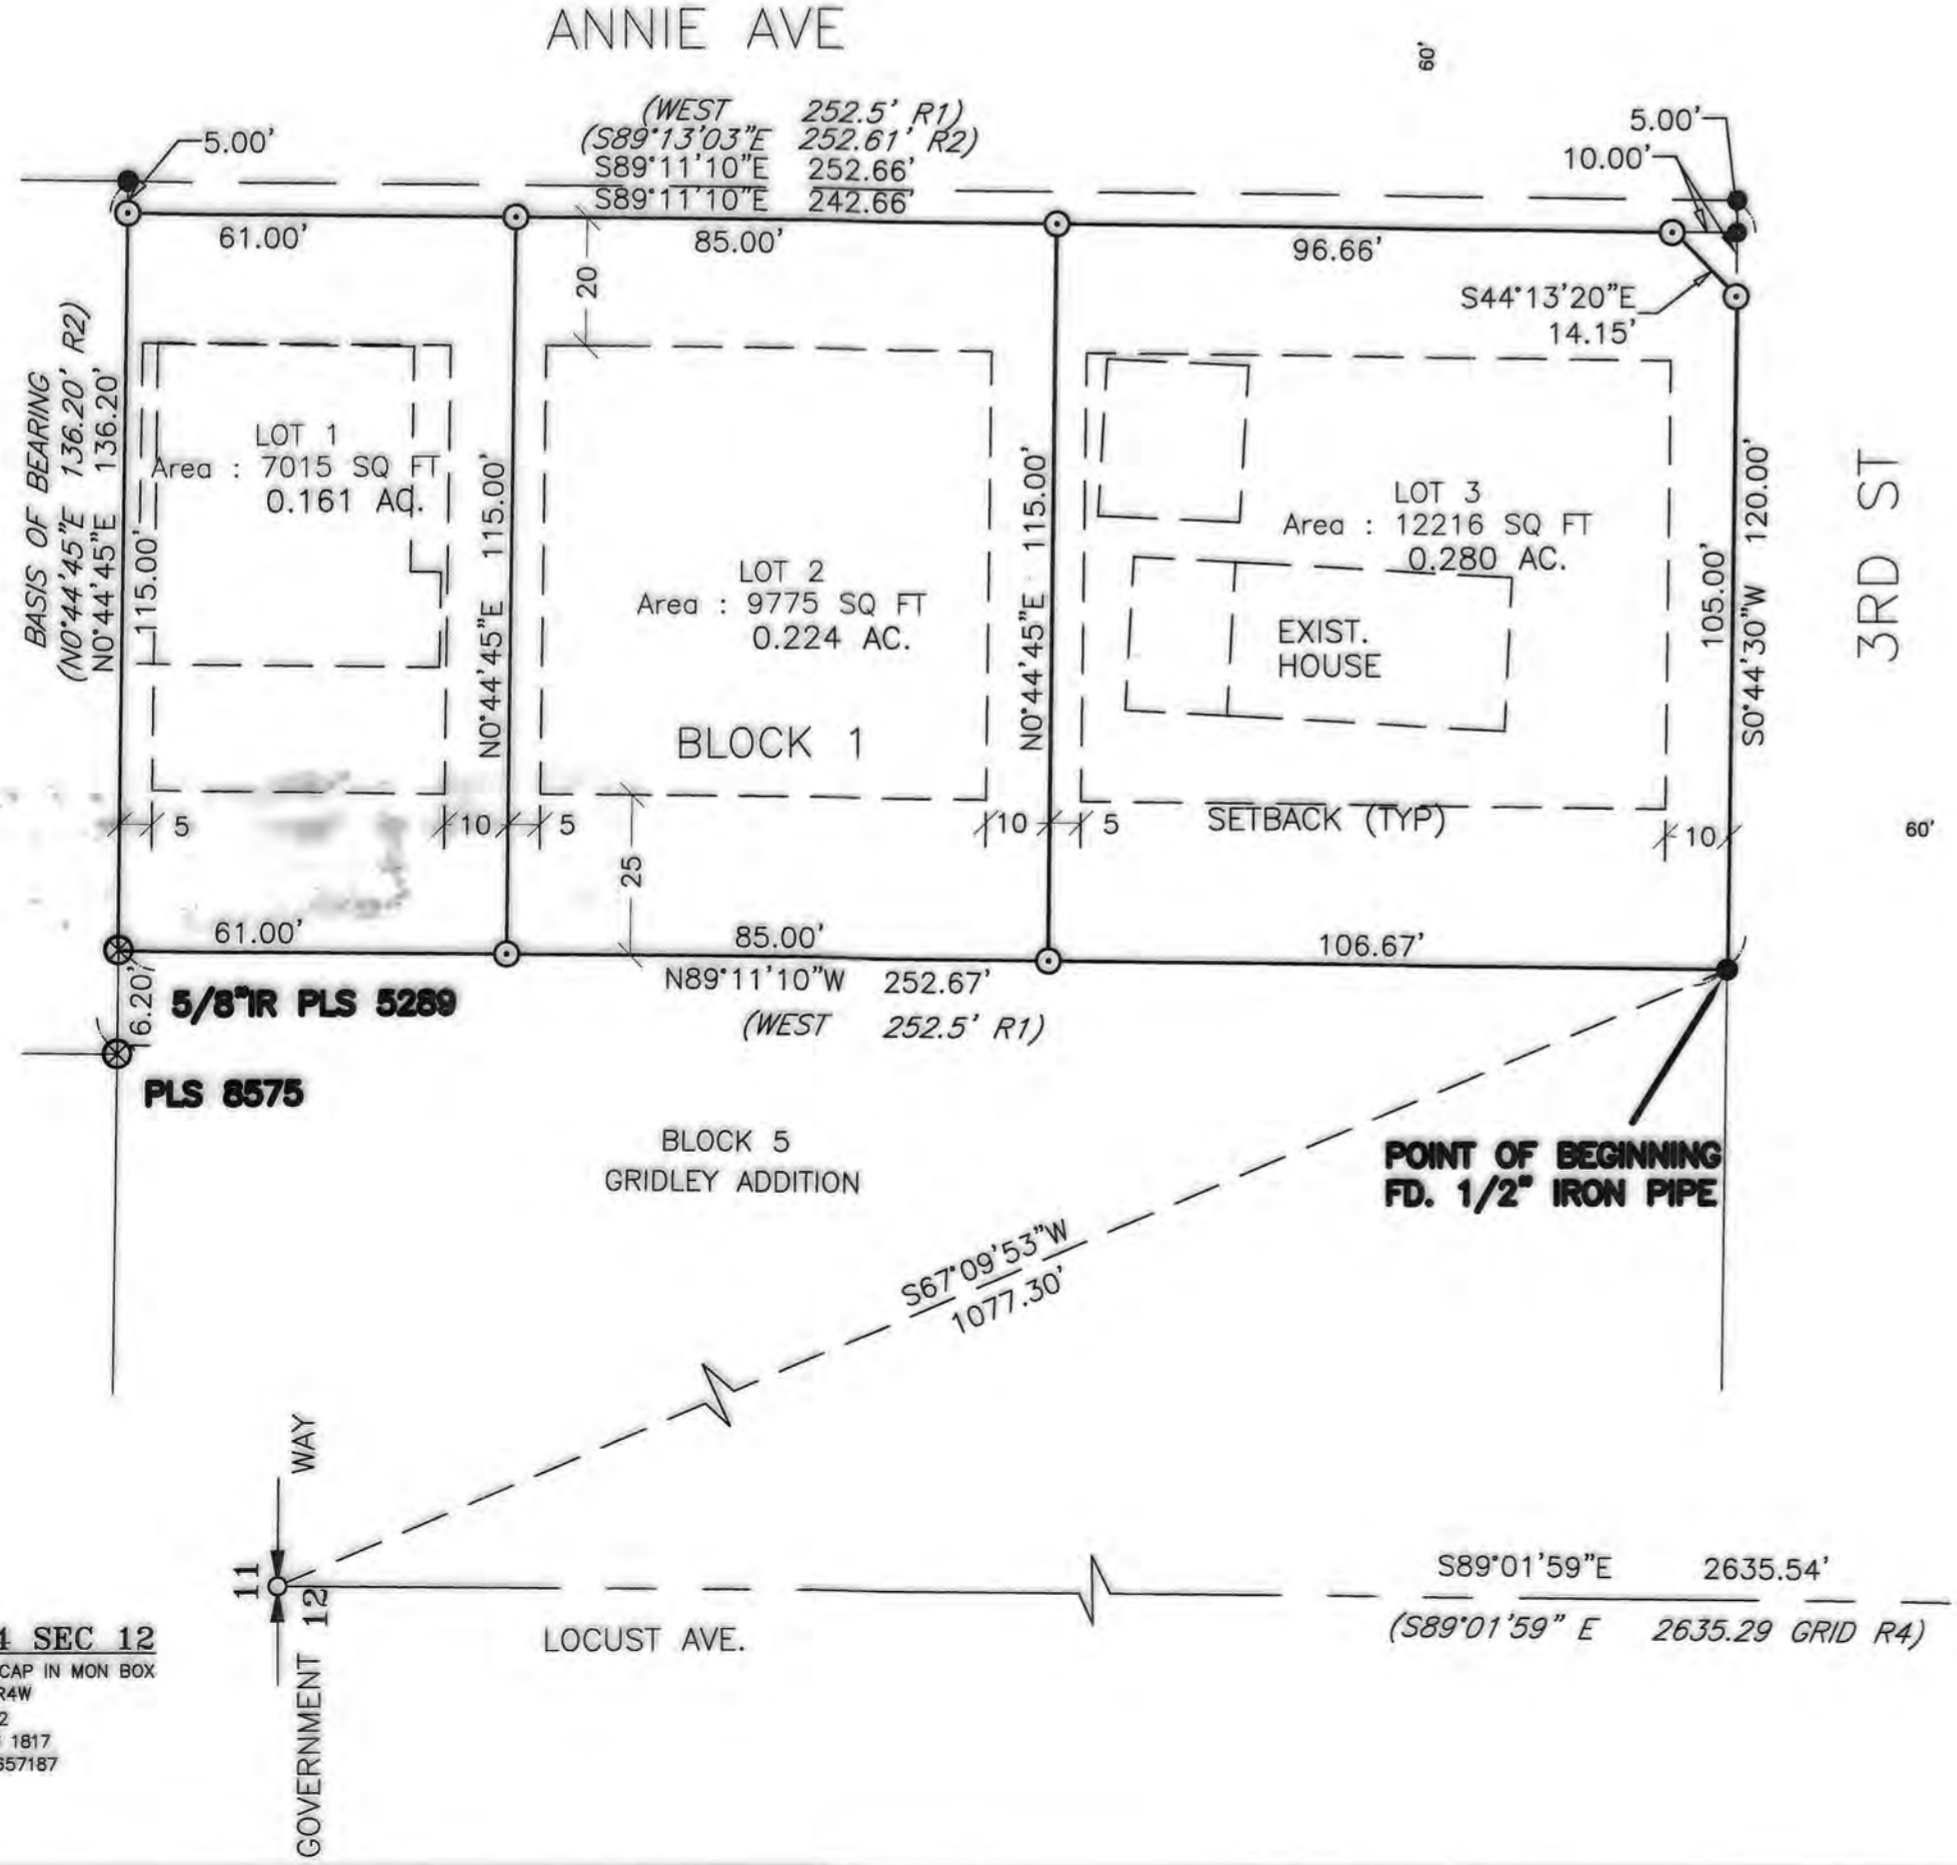 ANNIE AVE
60'
(WEST 252.5' R1)
(S89°13'03"E 252.61' R2)
S89°11'10"E 252.66'
S89°11'10"E 242.66'
5.00'
5.00'
10.00'
61.00'
85.00'
96.66'
20
S44°13'20"E
14.15'
BASIS OF BEARING
(N0°44'45"E 136.20' R2)
N0°44'45"E 136.20'
115.00'
LOT 1
Area : 7015 SQ FT
0.161 AC.
N0°44'45"E 115.00'
LOT 2
Area : 9775 SQ FT
0.224 AC.
BLOCK 1
N0°44'45"E 115.00'
LOT 3
Area : 12216 SQ FT
0.280 AC.
EXIST.
HOUSE
105.00'
S0°44'30"W 120.00'
3RD ST
60'
5
10
5
10
5
SETBACK (TYP)
10
25
61.00'
85.00'
106.67'
N89°11'10"W 252.67'
(WEST 252.5' R1)
16.20'
5/8"IR PLS 5289
PLS 8575
BLOCK 5
GRIDLEY ADDITION
POINT OF BEGINNING
FD. 1/2" IRON PIPE
S67°09'53"W
1077.30'
WAY
11
12
GOVERNMENT
LOCUST AVE.
S89°01'59"E 2635.54'
(S89°01'59" E 2635.29 GRID R4)
4 SEC 12
CAP IN MON BOX
R4W
2
1817
657187